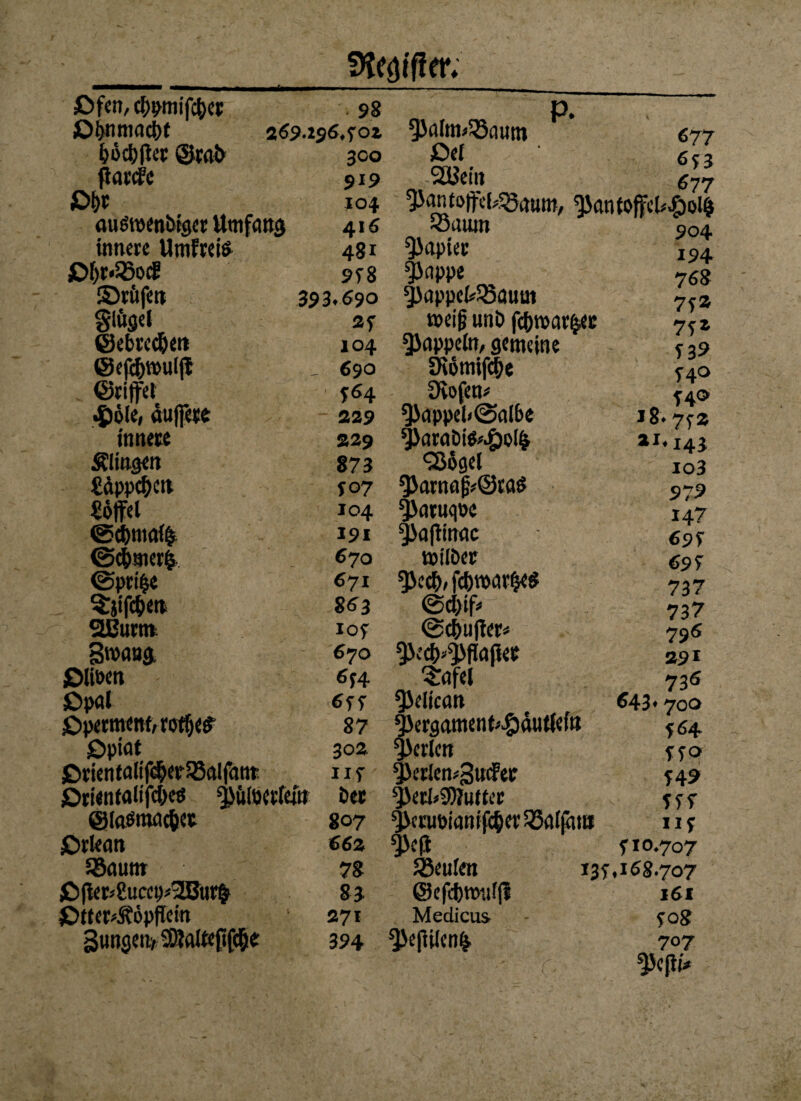 Register.
Ofen, chymischer 98
Ohnmacht 269.296.502
höchster Grad 300
starcke 919
Ohr 104
auswendiger Umfang 416
innere Umkreis 481
Ohr-Bock 958
Drüsen 393.690
Flügel 25
Gebrechen 104
Geschwulst 690
Griffel 564
Höle, äussere 229
innere 229
Klingen 873
Läppchen 507
Löffel 104
Schmaltz 191
Schmertz 670
Spritze 671
Tzischen 863
Wurm 105
Zwang 670
Oliven 654
Opal 655
Operment, rothes 87
Opiat 302
Orientalischer Balsam 115
Orientalisches Pülverlein der
Glasmacher 807
Orlean 662
Baum 78
Oster-Luccy-Wurtz 83
Otter-Köpflein 271
Zungen, Maltesische 394
P.
Palm-Baum 677
Oel 653
Wein 677
Pantoffel-Baum, Pantoffel-Holtz
Baum 904
Papier 194
Pappe 768
Pappel-Baum 752
weiß und schwartzer 752
Pappeln, gemeine 539
Römische 540
Rosen- 540
Pappel-Salbe 18.752
Paradis-Holtz 21.143
Vögel 103
Parnaß-Gras 979
Paruqve 147
Pastinac 695
wilder 695
Pech, schwartzes 737
Schif- 737
Schuster- 796
Pech-Pflaster 291
Tafel 736
Pelican 643.700
Pergament-Häutlein 564
Perlen 550
Perlen-Zucker 549
Perl-Mutter 555
Peruvianischer Balsam 115
Pest 510.707
Beulen 135.168.707
Geschwulst 161
Medicus 508
Pestilentz 707
Pesti-